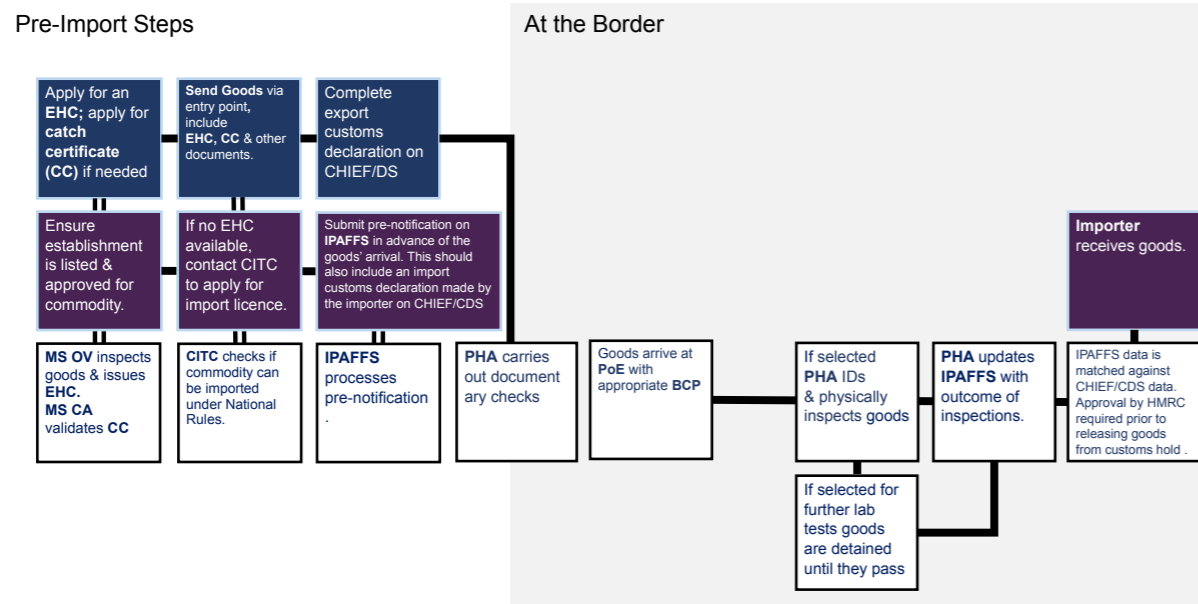 Pre-Import Steps
At the Border
Apply for an
EHC; apply for
catch
certificate
(CC) if needed
Send Goods via
entry point,
include
EHC, CC & other
documents.
Complete
export
customs
declaration on
CHIEF/DS
Ensure
establishment
is listed &
approved for
commodity.
If no EHC
available,
contact CITC
to apply for
import licence.
Submit pre-notification on
IPAFFS in advance of the
goods' arrival. This should
also include an import
customs declaration made by
the importer on CHIEF/CDS
Importer
receives goods.
MS OV inspects
goods & issues
EHC.
MS CA
validates CC
CITC checks if
commodity can
be imported
under National
Rules.
IPAFFS
processes
pre-notification
.
PHA carries
out document
ary checks
Goods arrive at
PoE with
appropriate BCP
If selected
PHA IDs
& physically
inspects goods
PHA updates
IPAFFS with
outcome of
inspections.
IPAFFS data is
matched against
CHIEF/CDS data.
Approval by HMRC
required prior to
releasing goods
from customs hold .
If selected for
further lab
tests goods
are detained
until they pass